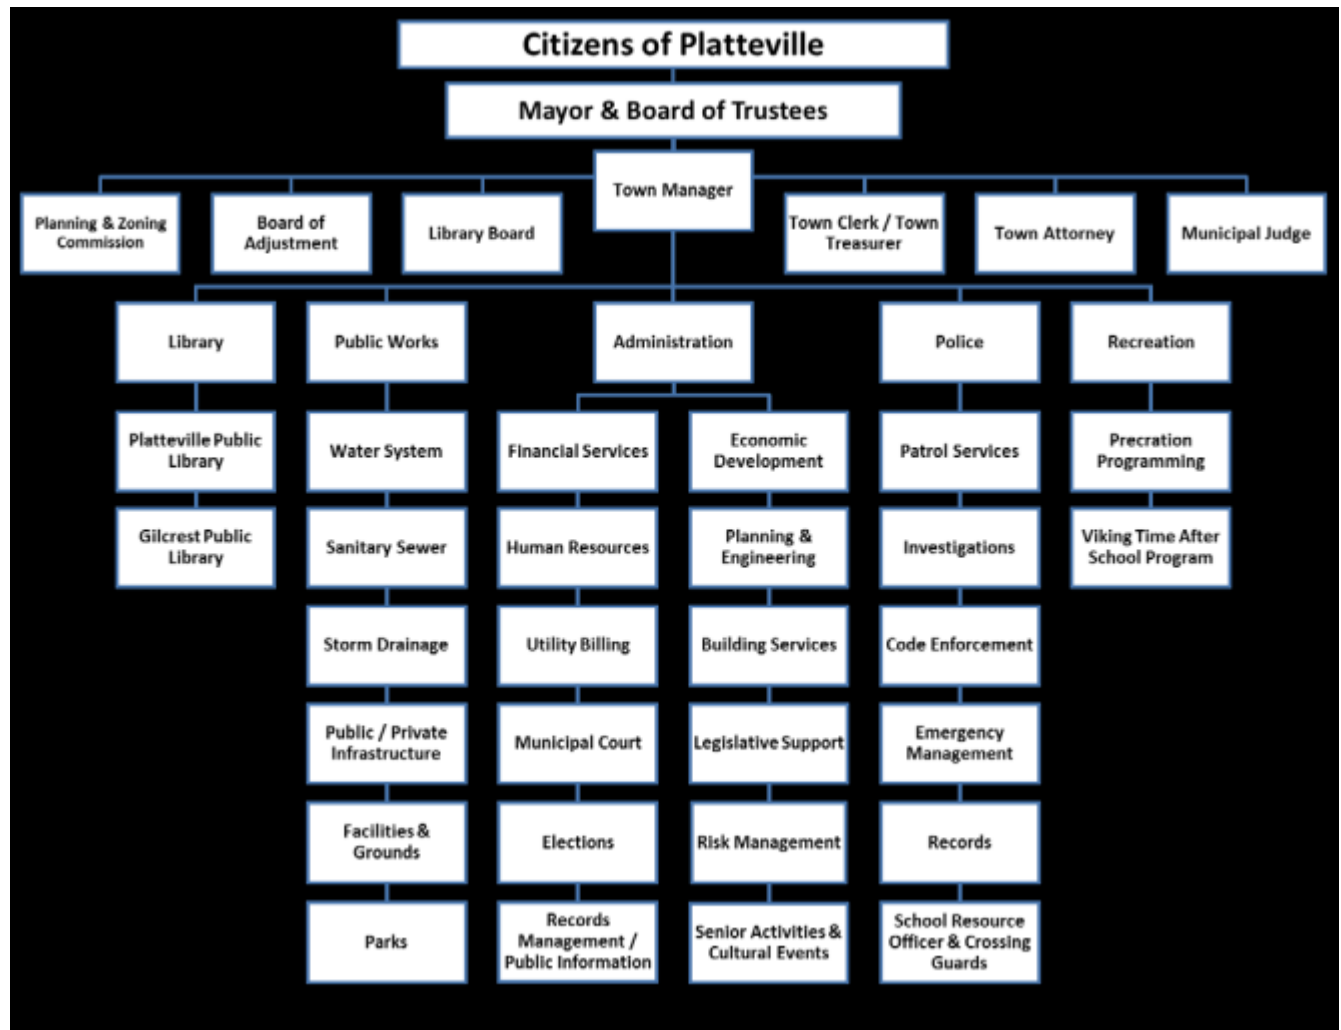 Citizens of Platteville
Mayor & Board of Trustees
Town Manager
Planning & Zoning
Commission
Board of
Adjustment
Library Board
Town Clerk / Town
Treasurer
Town Attorney
Municipal Judge
Library
Public Works
Administration
Police
Recreation
Platteville Public
Library
Water System
Financial Services
Economic
Development
Patrol Services
Precration
Programming
Gilcrest Public
Library
Sanitary Sewer
Human Resources
Planning &
Engineering
Investigations
Viking Time After
School Program
Storm Drainage
Utility Billing
Building Services
Code Enforcement
Public / Private
Infrastructure
Municipal Court
Legislative Support
Emergency
Management
Facilities &
Grounds
Elections
Risk Management
Records
Parks
Records
Management /
Public Information
Senior Activities &
Cultural Events
School Resource
Officer & Crossing
Guards